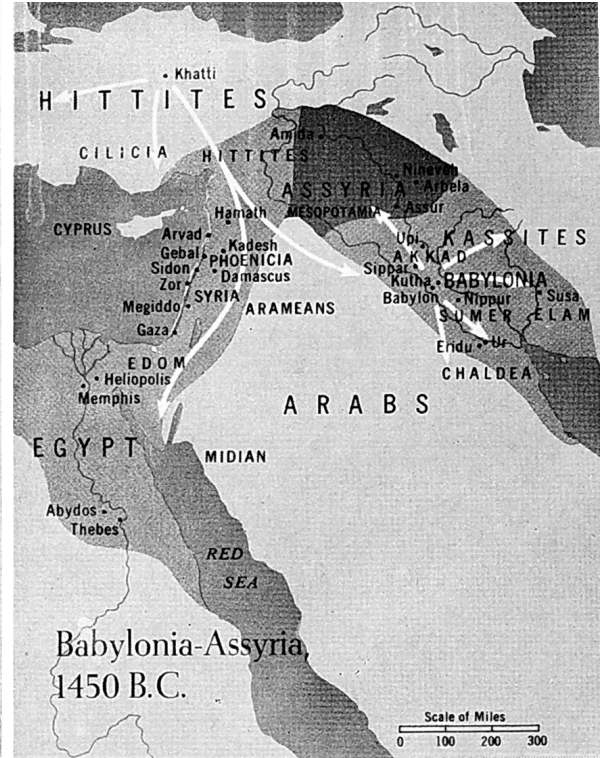 Khatti
HITTITES
CILICIA
HITTITES
Amida
Nineveh
ASSYRIA
Arbela
MESOPOTAMIA
Assur
CYPRUS
Hamath
Arvad
Kadesh
Gebal
PHOENICIA
Sidon
Damascus
Zor
SYRIA
Megiddo
ARAMEANS
Gaza
Upi
KASSITES
AKKAD
Sippar
Kutha
BABYLONIA
Babylon
Nippur
Susa
SUMER
ELAM
Eridu
Ur
CHALDEA
EDOM
Heliopolis
Memphis
ARABS
EGYPT
MIDIAN
Abydos
Thebes
RED
SEA
Babylonia-Assyria,
1450 B.C.
Scale of Miles
0 100 200 300